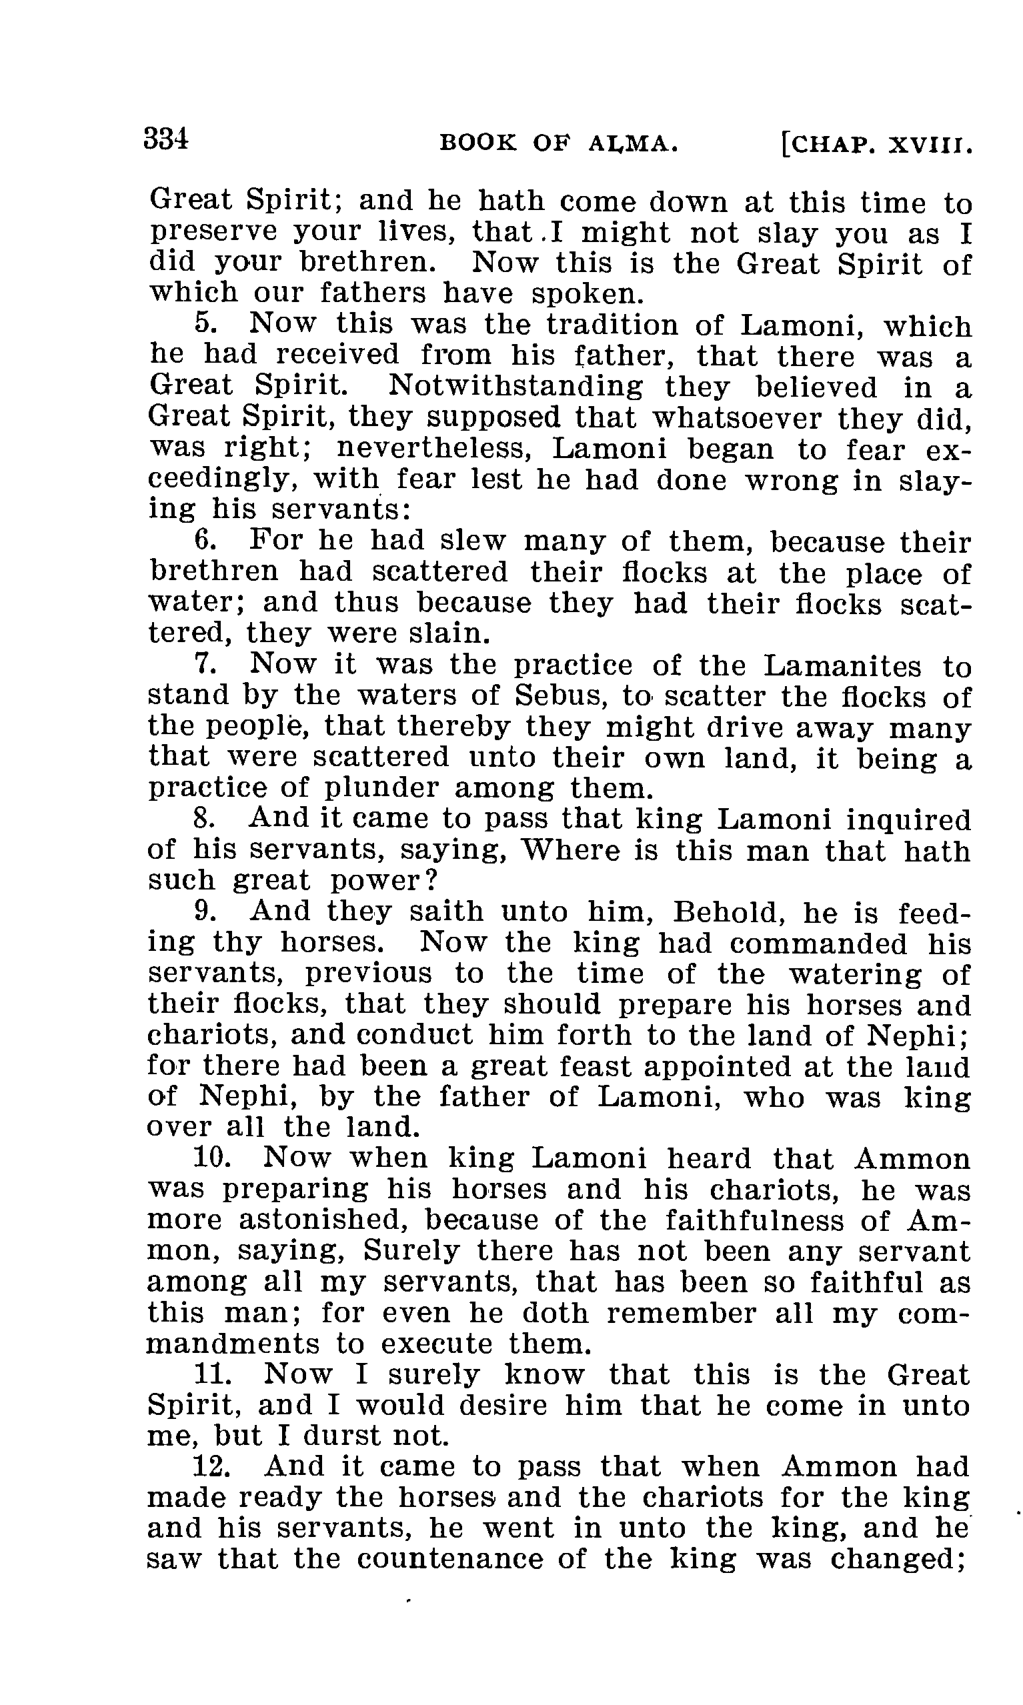 334 BOOK OF ALMA. [CHAP. XVIII.
Great Spirit; and he hath come down at this time to
preserve your lives, that .I might not slay you as I
did your brethren. Now this is the Great Spirit of
which our fathers have spoken.
5. Now this was the tradition of Lamoni, which
he had received from his father, that there was a
Great Spirit. Notwithstanding they believed in a
Great Spirit, they supposed that whatsoever they did,
was right; nevertheless, Lamoni began to fear ex-
ceedingly, with fear lest he had done wrong in slay-
ing his servants:
6. For he had slew many of them, because their
brethren had scattered their flocks at the place of
water; and thus because they had their flocks scat-
tered, they were slain.
7. Now it was the practice of the Lamanites to
stand by the waters of Sebus, to scatter the flocks of
the people, that thereby they might drive away many
that were scattered unto their own land, it being a
practice of plunder among them.
8. And it came to pass that king Lamoni inquired
of his servants, saying, Where is this man that hath
such great power?
9. And they saith unto him, Behold, he is feed-
ing thy horses. Now the king had commanded his
servants, previous to the time of the watering of
their flocks, that they should prepare his horses and
chariots, and conduct him forth to the land of Nephi;
for there had been a great feast appointed at the land
of Nephi, by the father of Lamoni, who was king
over all the land.
10. Now when king Lamoni heard that Ammon
was preparing his horses and his chariots, he was
more astonished, because of the faithfulness of Am-
mon, saying, Surely there has not been any servant
among all my servants, that has been so faithful as
this man; for even he doth remember all my com-
mandments to execute them.
11. Now I surely know that this is the Great
Spirit, and I would desire him that he come in unto
me, but I durst not.
12. And it came to pass that when Ammon had
made ready the horses and the chariots for the king
and his servants, he went in unto the king, and he
saw that the countenance of the king was changed;